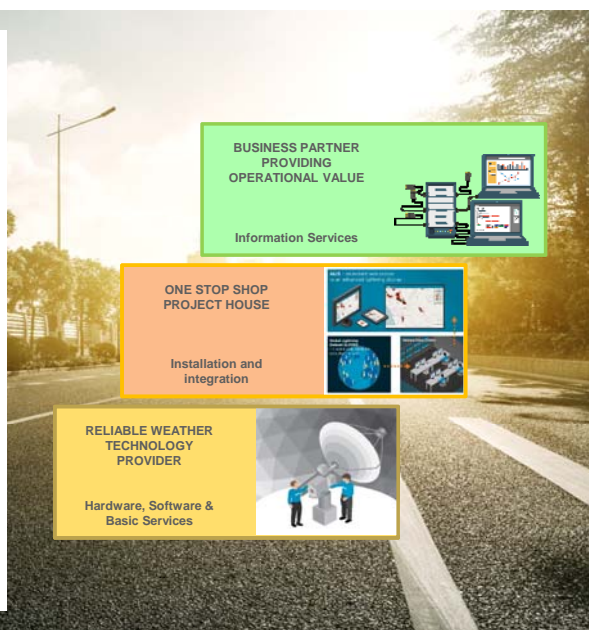 BUSINESS PARTNER
PROVIDING
OPERATIONAL VALUE
Information Services
ONE STOP SHOP
PROJECT HOUSE
Installation and
integration
RELIABLE WEATHER
TECHNOLOGY
PROVIDER
Hardware, Software &
Basic Services